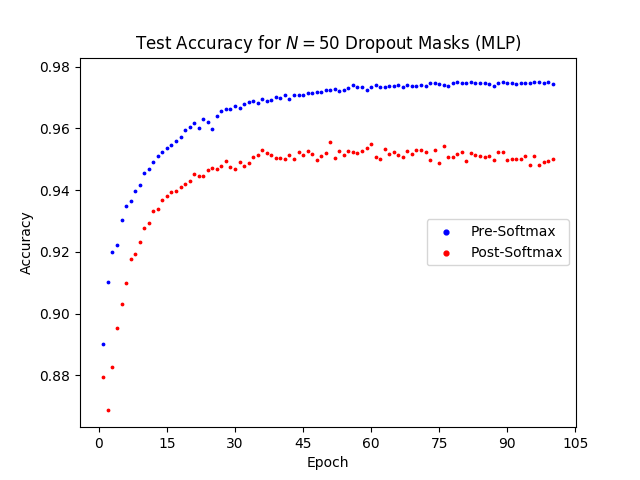 Test Accuracy for N = 50 Dropout Masks (MLP)
0.98
0.96
0.94
0.92
0.90
0.88
Accuracy
Pre-Softmax
Post-Softmax
0 15 30 45 60 75 90 105
Epoch